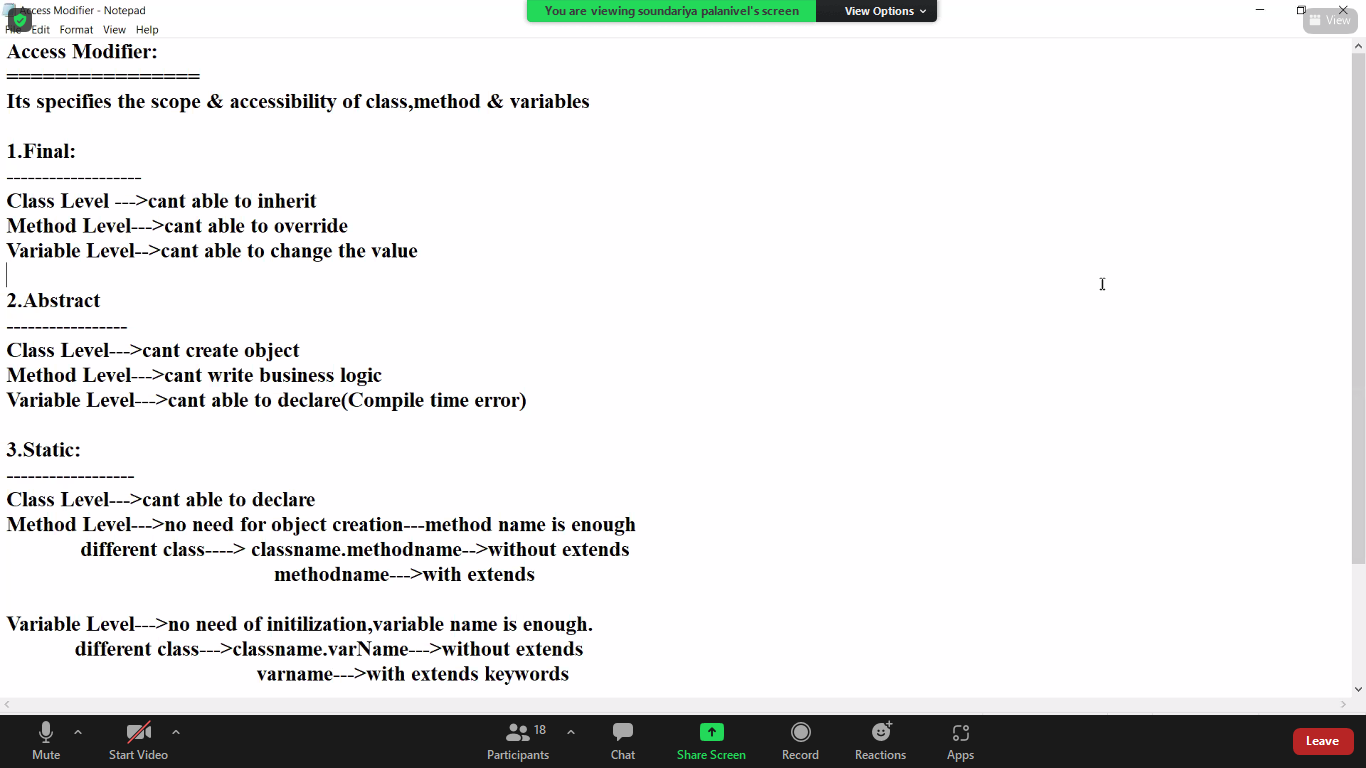 Access Modifier - Notepad
You are viewing soundariya palanivel's screen
View Options
View
File Edit Format View Help
Access Modifier:
================
Its specifies the scope & accessibility of class,method & variables
1.Final:
-------------------
Class Level --->cant able to inherit
Method Level--->cant able to override
Variable Level-->cant able to change the value
2.Abstract
-----------------
Class Level--->cant create object
Method Level--->cant write business logic
Variable Level--->cant able to declare(Compile time error)
3.Static:
------------------
Class Level--->cant able to declare
Method Level--->no need for object creation---method name is enough
different class----> classname.methodname-->without extends
methodname--->with extends
Variable Level--->no need of initilization,variable name is enough.
different class--->classname.varName--->without extends
varname--->with extends keywords
Mute
Start Video
Participants 18
Chat
Share Screen
Record
Reactions
Apps
Leave